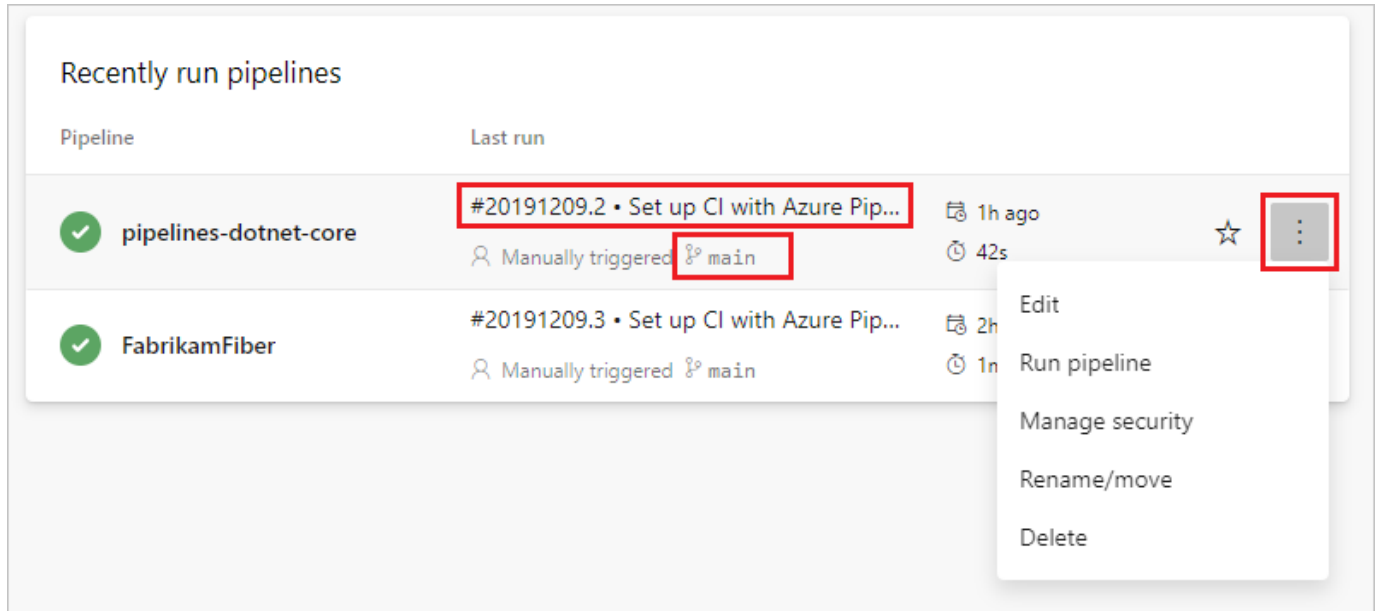 Recently run pipelines
Pipeline Last run
#20191209.2 • Set up CI with Azure Pip... 1h ago
pipelines-dotnet-core
Manually triggered main 42s
Edit
#20191209.3 • Set up CI with Azure Pip... 2h
FabrikamFiber
Manually triggered main 1m
Run pipeline
Manage security
Rename/move
Delete